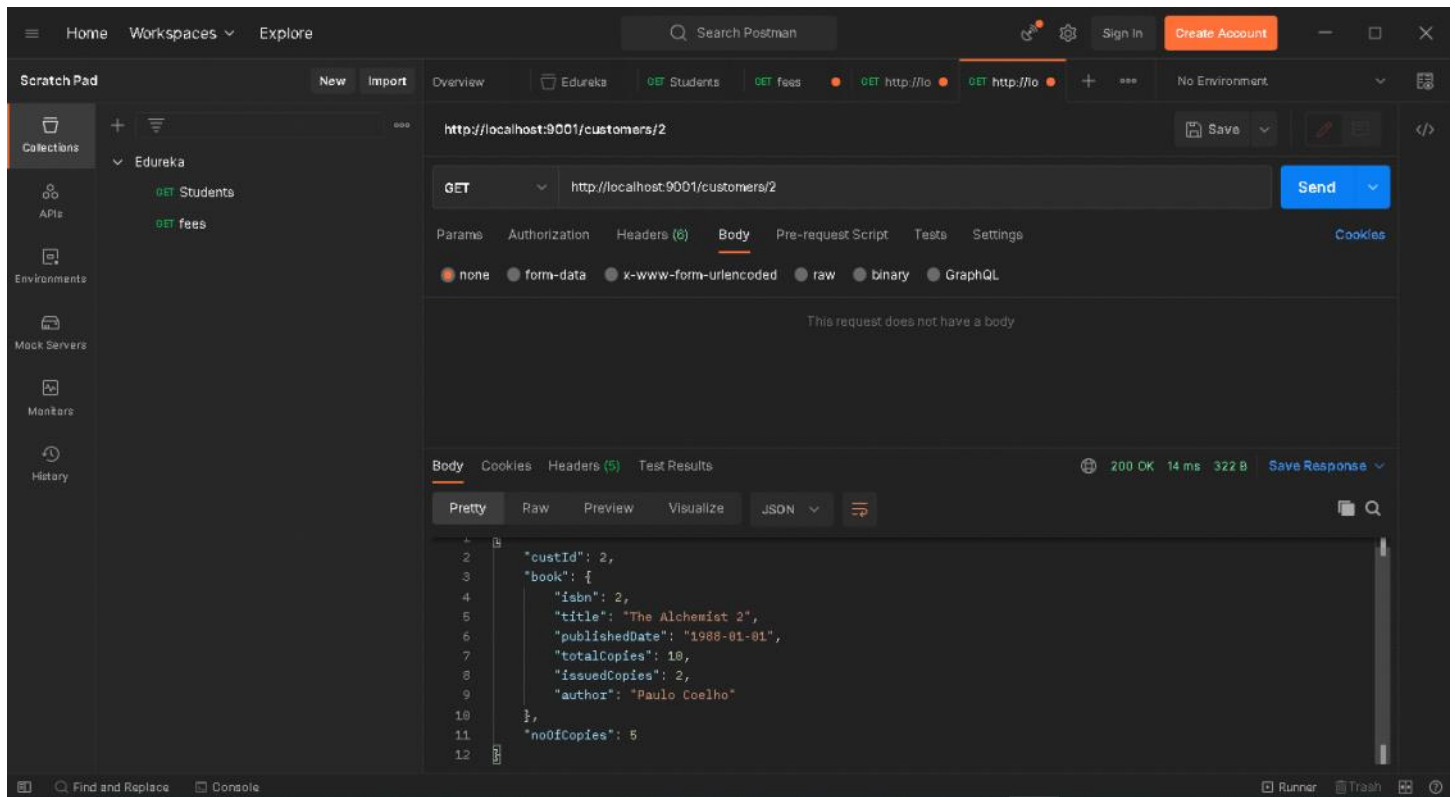 Home Workspaces Explore Search Postman Sign In Create Account
Scratch Pad New Import Overview Edureka GET Students GET fees GET http://lo GET http://lo No Environment
Collections
APIs
Environments
Mock Servers
Monitors
History
Edureka
GET Students
GET fees
http://localhost:9001/customers/2 Save
GET http://localhost:9001/customers/2 Send
Params Authorization Headers (6) Body Pre-request Script Tests Settings Cookies
none form-data x-www-form-urlencoded raw binary GraphQL
This request does not have a body
Body Cookies Headers (5) Test Results 200 OK 14 ms 322 B Save Response
Pretty Raw Preview Visualize JSON
1 {
2 "custId": 2,
3 "book": {
4 "isbn": 2,
5 "title": "The Alchemist 2",
6 "publishedDate": "1988-01-01",
7 "totalCopies": 10,
8 "issuedCopies": 2,
9 "author": "Paulo Coelho"
10 },
11 "noOfCopies": 5
12 }
Find and Replace Console Runner Trash